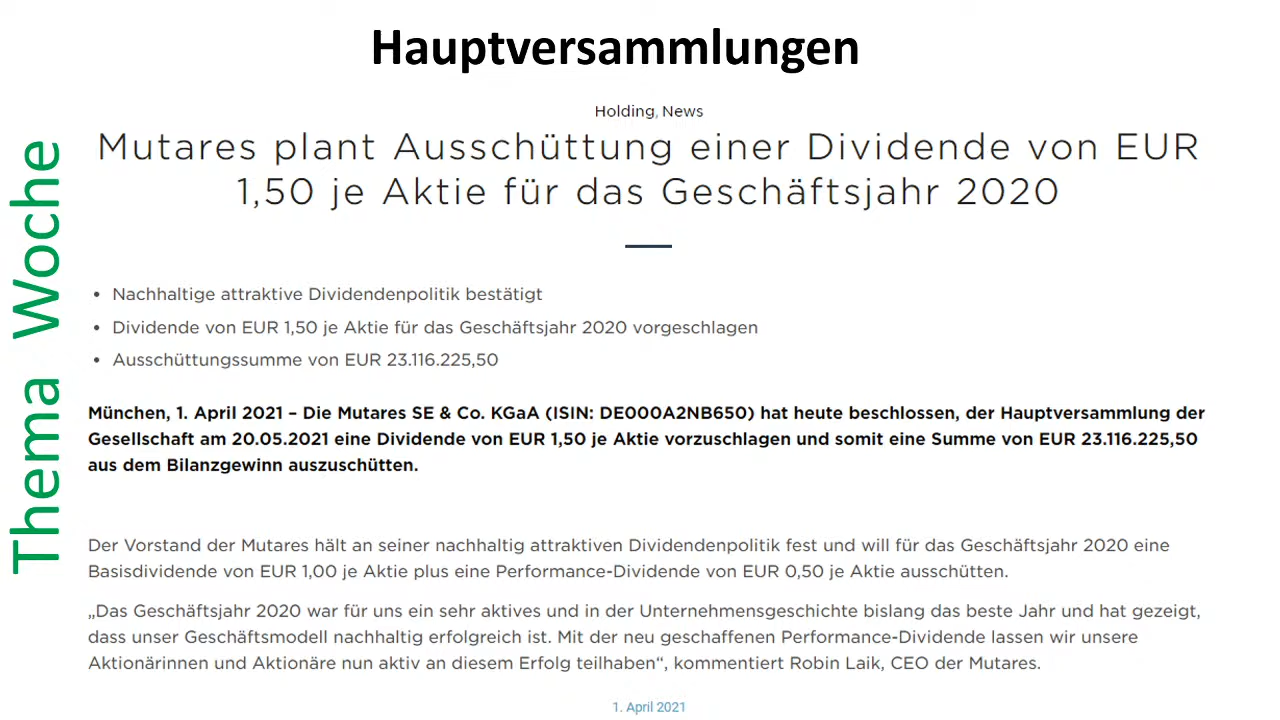 Hauptversammlungen
Thema Woche
Holding, News
Mutares plant Ausschüttung einer Dividende von EUR
1,50 je Aktie für das Geschäftsjahr 2020
• Nachhaltige attraktive Dividendenpolitik bestätigt
• Dividende von EUR 1,50 je Aktie für das Geschäftsjahr 2020 vorgeschlagen
• Ausschüttungssumme von EUR 23.116.225,50
München, 1. April 2021 – Die Mutares SE & Co. KGaA (ISIN: DE000A2NB650) hat heute beschlossen, der Hauptversammlung der
Gesellschaft am 20.05.2021 eine Dividende von EUR 1,50 je Aktie vorzuschlagen und somit eine Summe von EUR 23.116.225,50
aus dem Bilanzgewinn auszuschütten.
Der Vorstand der Mutares hält an seiner nachhaltig attraktiven Dividendenpolitik fest und will für das Geschäftsjahr 2020 eine
Basisdividende von EUR 1,00 je Aktie plus eine Performance-Dividende von EUR 0,50 je Aktie ausschütten.
„Das Geschäftsjahr 2020 war für uns ein sehr aktives und in der Unternehmensgeschichte bislang das beste Jahr und hat gezeigt,
dass unser Geschäftsmodell nachhaltig erfolgreich ist. Mit der neu geschaffenen Performance-Dividende lassen wir unsere
Aktionärinnen und Aktionäre nun aktiv an diesem Erfolg teilhaben“, kommentiert Robin Laik, CEO der Mutares.
1. April 2021